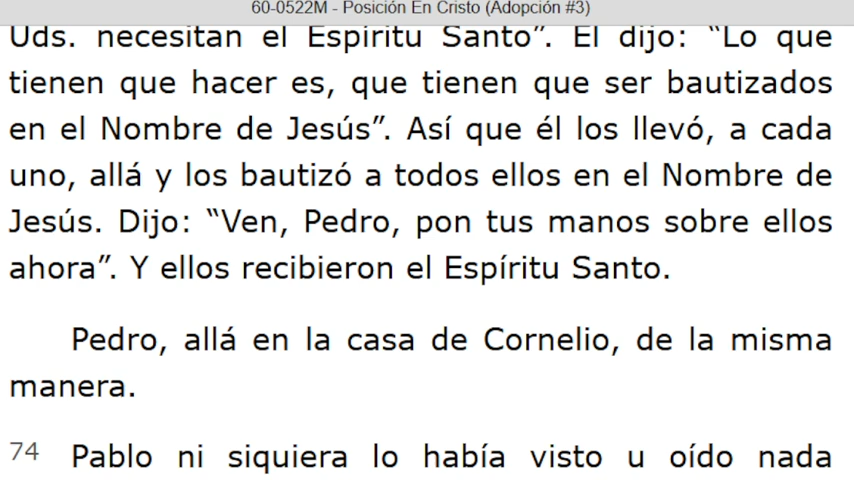 60-0522M - Posición En Cristo (Adopción #3)
Uds. necesitan el Espíritu Santo”. Él dijo: “Lo que
tienen que hacer es, que tienen que ser bautizados
en el Nombre de Jesús”. Así que él los llevó, a cada
uno, allá y los bautizó a todos ellos en el Nombre de
Jesús. Dijo: “Ven, Pedro, pon tus manos sobre ellos
ahora”. Y ellos recibieron el Espíritu Santo.
Pedro, allá en la casa de Cornelio, de la misma
manera.
74 Pablo ni siquiera lo había visto u oído nada